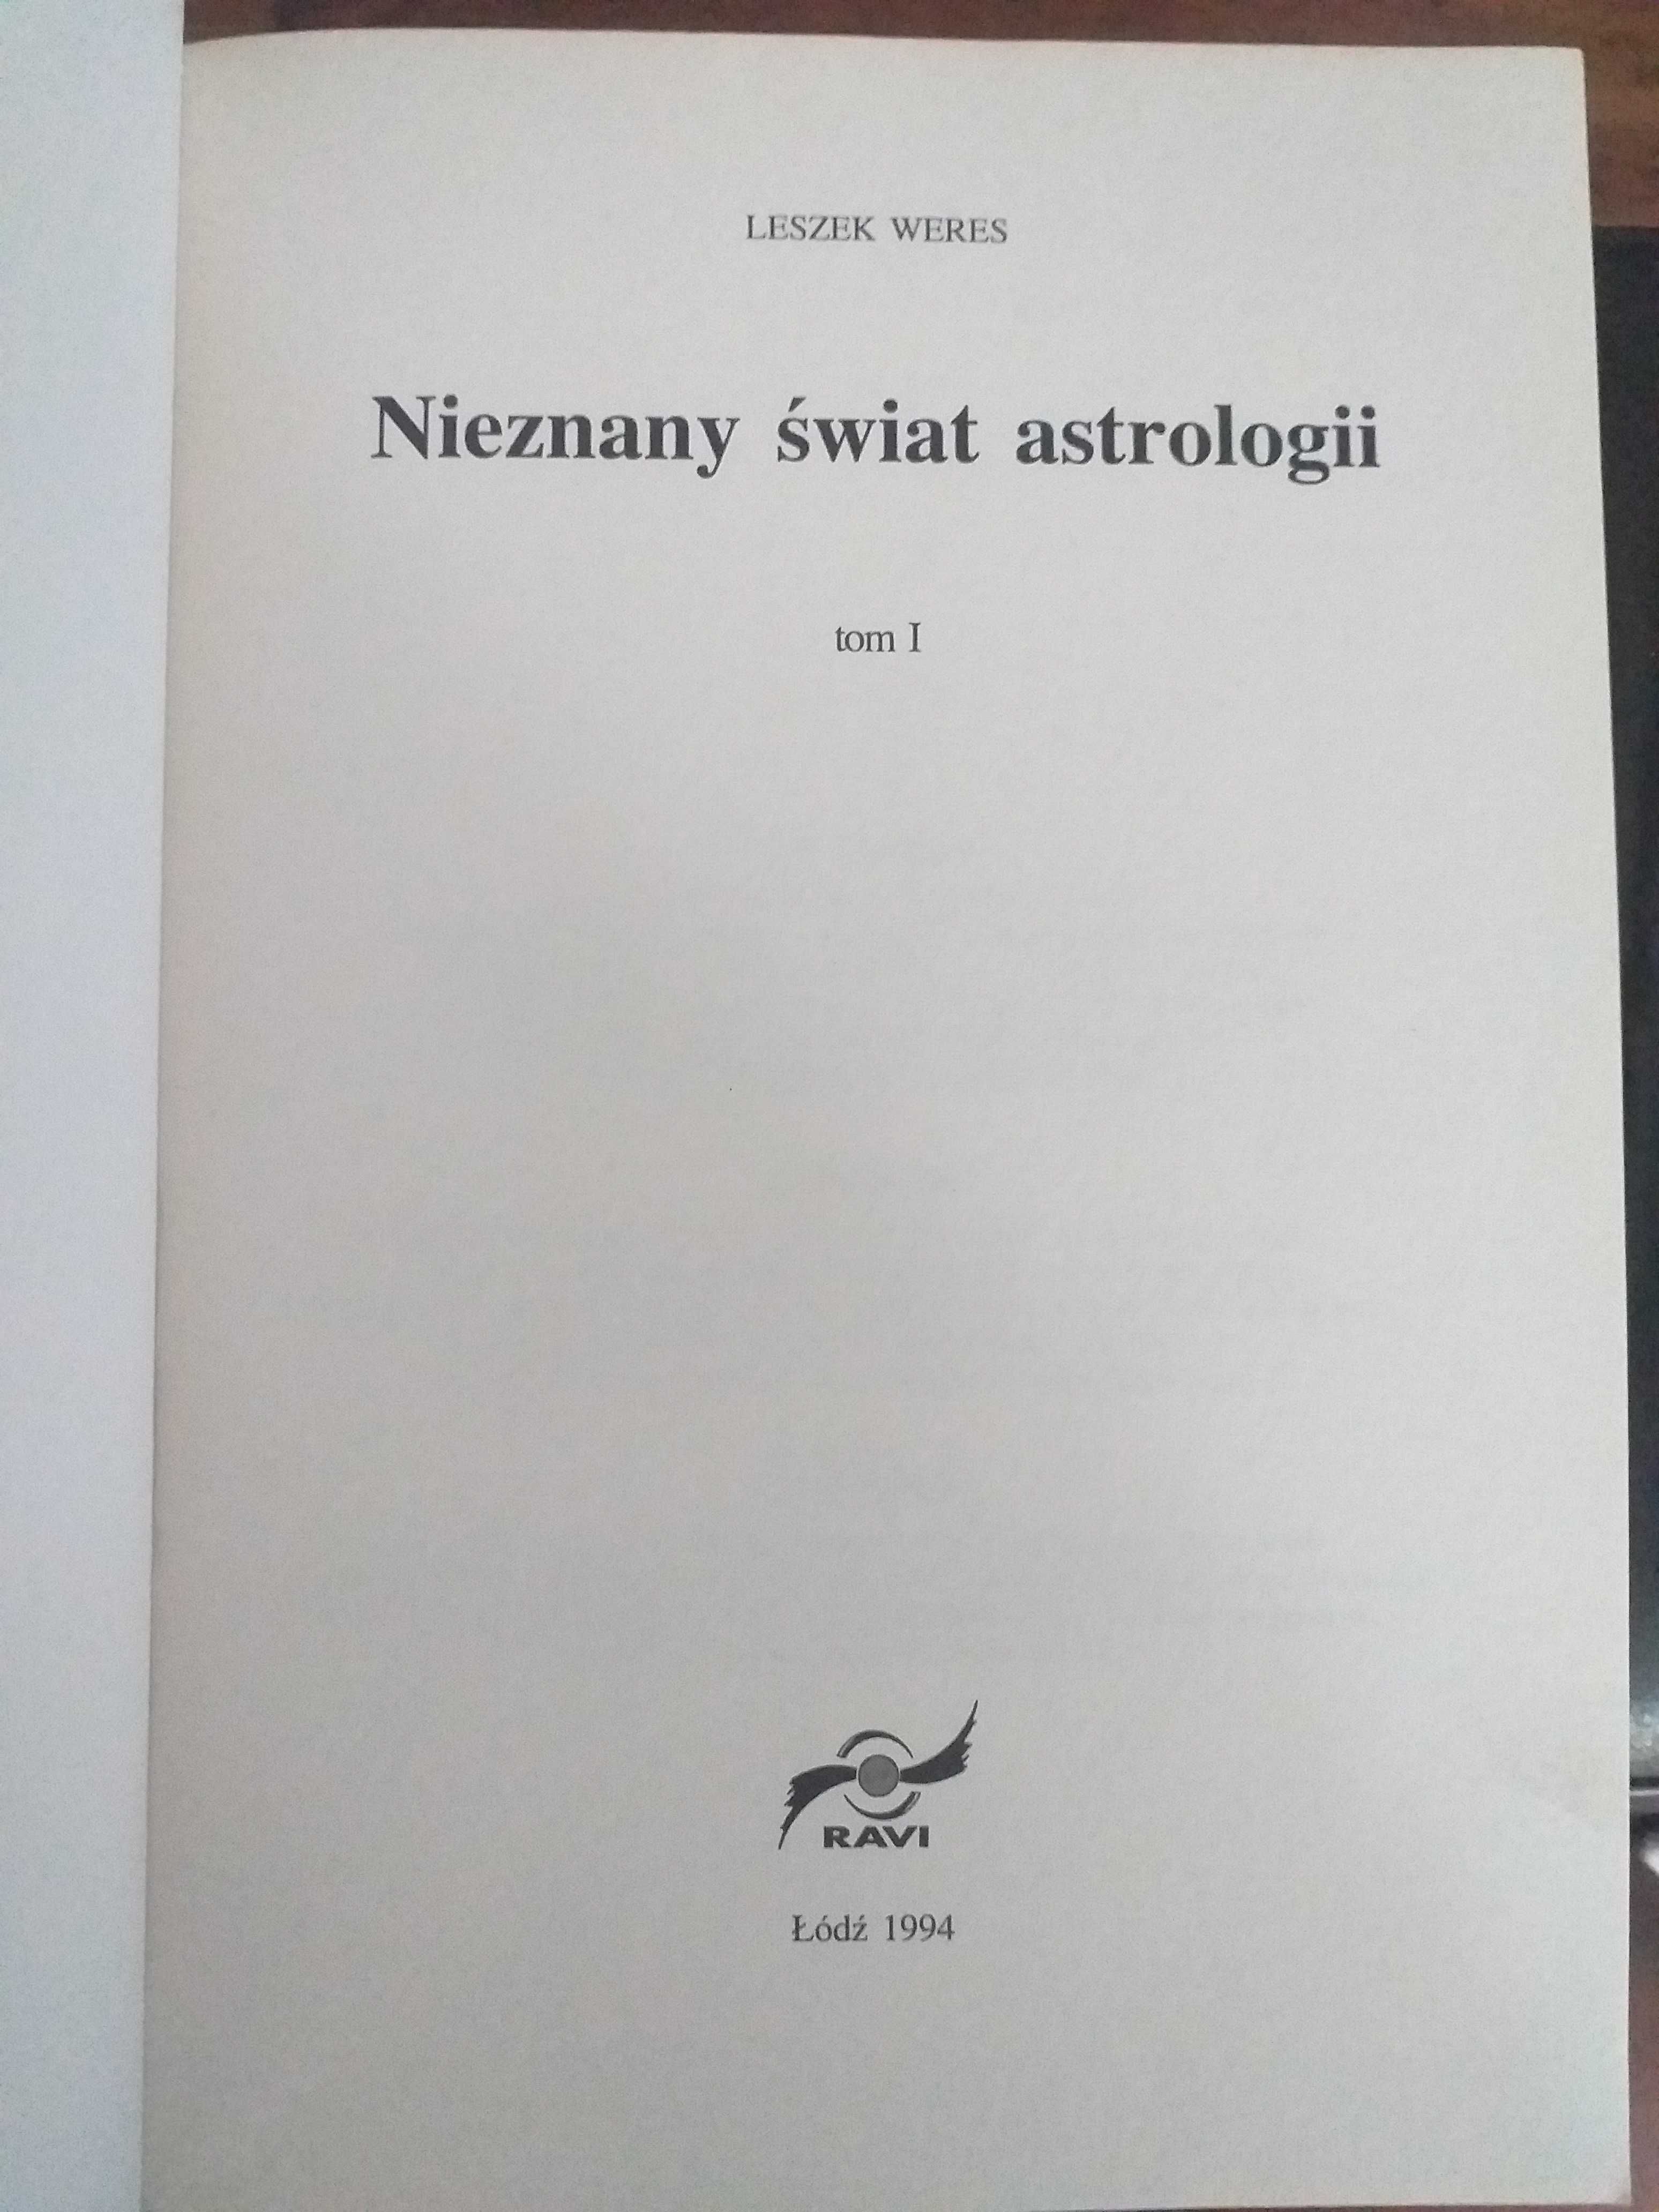 LESZEK WERES
Nieznany świat astrologii
tom I
RAVI
Łódź 1994